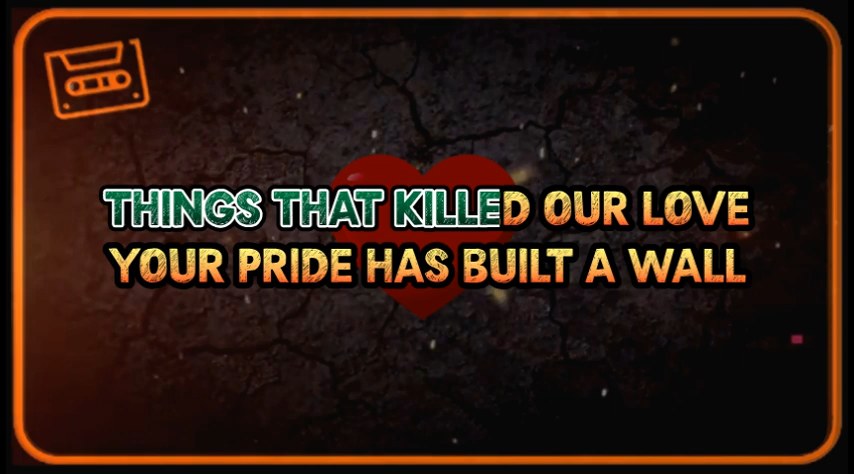 THINGS THAT KILLED OUR LOVE
YOUR PRIDE HAS BUILT A WALL